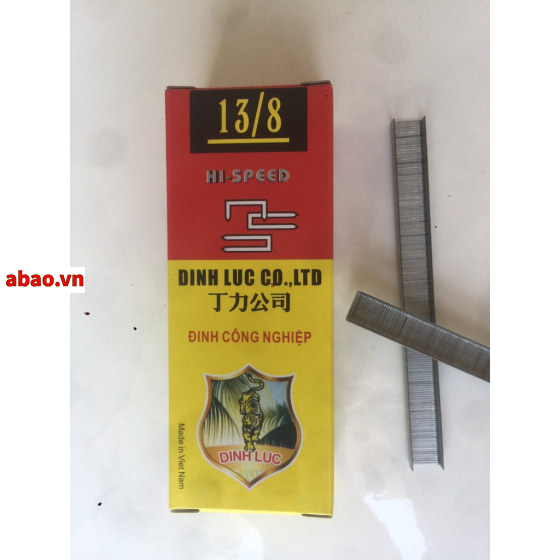 13/8
HI-SPEED
abao.vn
DINH LUC CO.,LTD
丁力公司
ĐINH CÔNG NGHIỆP
DINH LUC
Made in Viet Nam